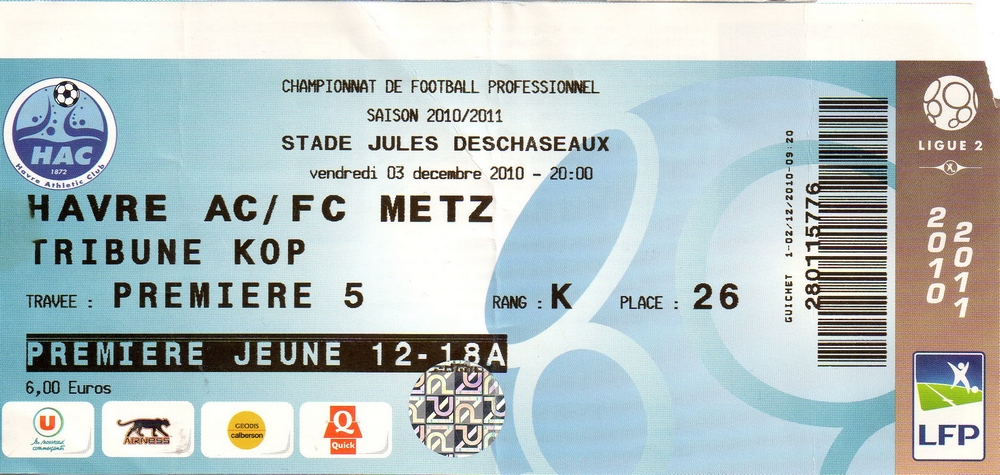 CHAMPIONNAT DE FOOTBALL PROFESSIONNEL
SAISON 2010/2011
STADE JULES DESCHASEAUX
vendredi 03 decembre 2010 - 20:00
HAVRE AC/FC METZ
TRIBUNE KOP
TRAVEE : PREMIERE 5 RANG : K PLACE : 26
PREMIERE JEUNE 12-18A
6,00 Euros
HAC
1872
Havre Athletic Club
U
les nouveaux commerçants
AIRNESS
GEODIS
calberson
Q
Quick
GUICHET 1-02/12/2010-09:20
280115776
LIGUE 2
2010
2011
LFP